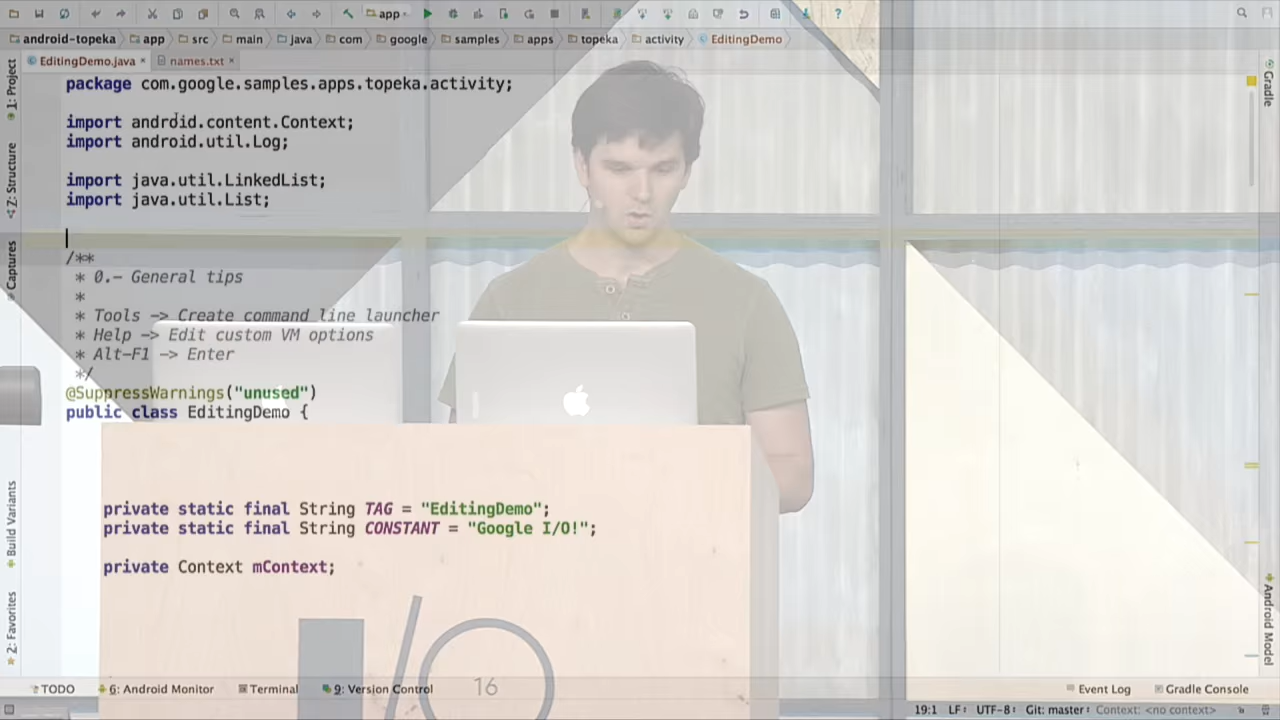 app
android-topeka app src main java com google samples apps topeka activity EditingDemo
EditingDemo.java names.txt
package com.google.samples.apps.topeka.activity;
import android.content.Context;
import android.util.Log;
import java.util.LinkedList;
import java.util.List;
/**
* 0.- General tips
*
* Tools -> Create command line launcher
* Help -> Edit custom VM options
* Alt-F1 -> Enter
*/
@SuppressWarnings("unused")
public class EditingDemo {
private static final String TAG = "EditingDemo";
private static final String CONSTANT = "Google I/O!";
private Context mContext;
1: Project
Z: Structure
Captures
Build Variants
2: Favorites
Gradle
Android Model
I/O 16
TODO 6: Android Monitor Terminal 9: Version Control Event Log Gradle Console
19:1 LF: UTF-8: Git: master: Context: <no context>